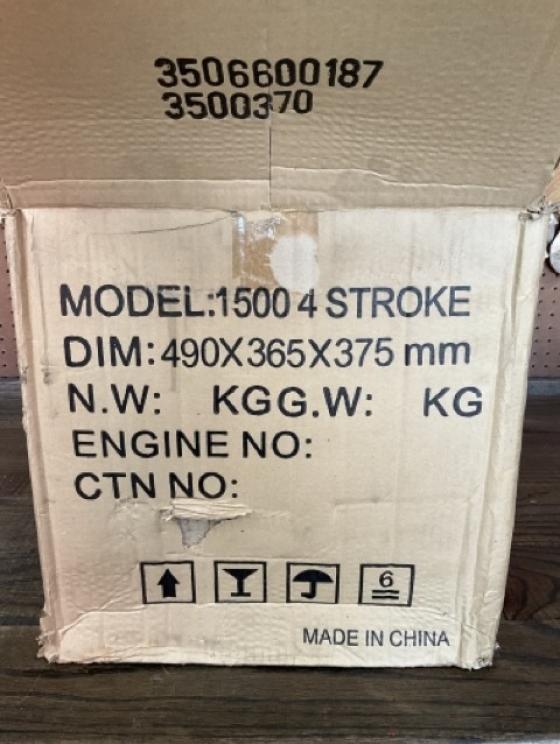 3506600187
3500370
MODEL:1500 4 STROKE
DIM:490X365X375 mm
N.W: KGG.W: KG
ENGINE NO:
CTN NO:
6
MADE IN CHINA